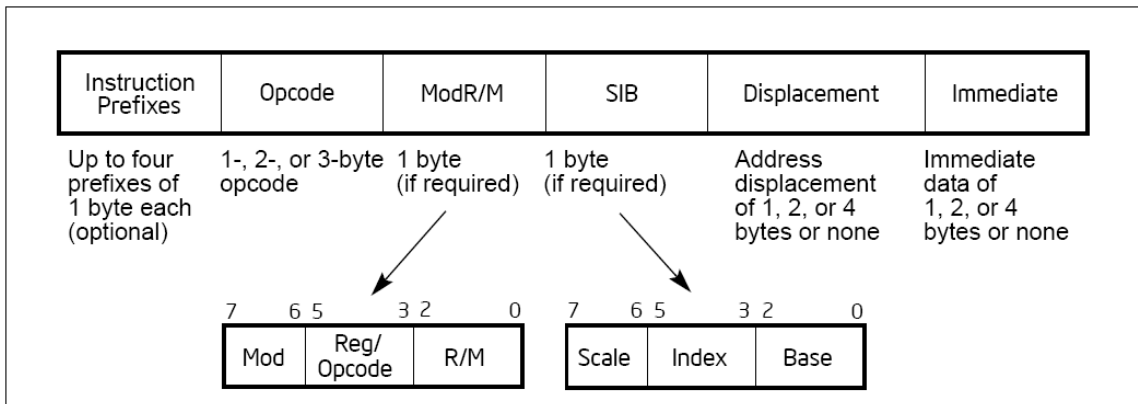 Instruction
Prefixes
Opcode
ModR/M
SIB
Displacement
Immediate
Up to four
prefixes of
1 byte each
(optional)
1-, 2-, or 3-byte
opcode
1 byte
(if required)
1 byte
(if required)
Address
displacement
of 1, 2, or 4
bytes or none
Immediate
data of
1, 2, or 4
bytes or none
7 6 5 3 2 0
Mod
Reg/
Opcode
R/M
7 6 5 3 2 0
Scale
Index
Base